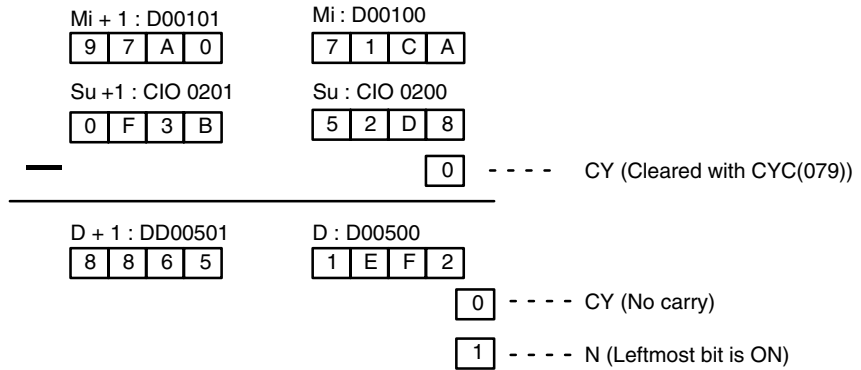 Mi + 1 : D00101 Mi : D00100
9 7 A 0 7 1 C A
Su +1 : CIO 0201 Su : CIO 0200
0 F 3 B 5 2 D 8
— 0 - - - - CY (Cleared with CYC(079))
D + 1 : DD00501 D : D00500
8 8 6 5 1 E F 2
0 - - - - CY (No carry)
1 - - - - N (Leftmost bit is ON)